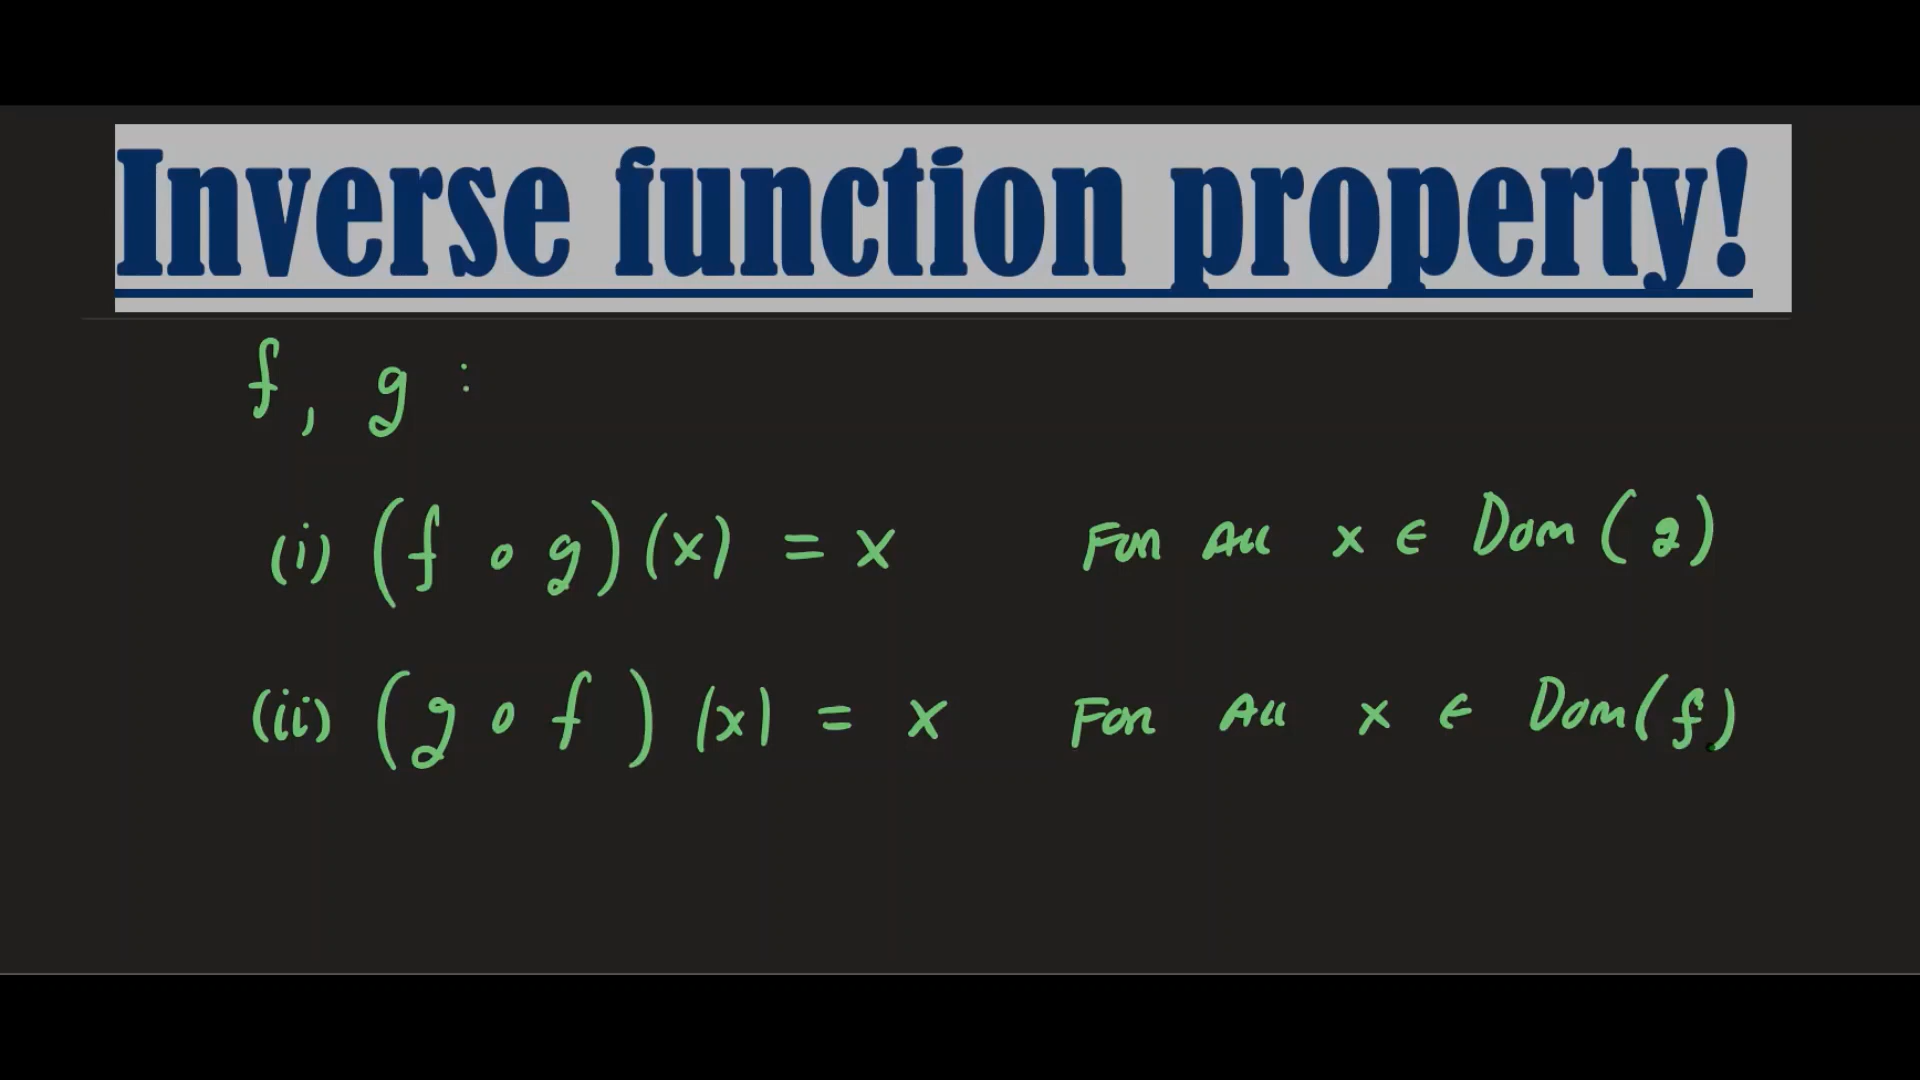 Inverse function property!
f, g :
(i) (f ∘ g)(x) = x For All x ∈ Dom(g)
(ii) (g ∘ f)(x) = x For All x ∈ Dom(f)